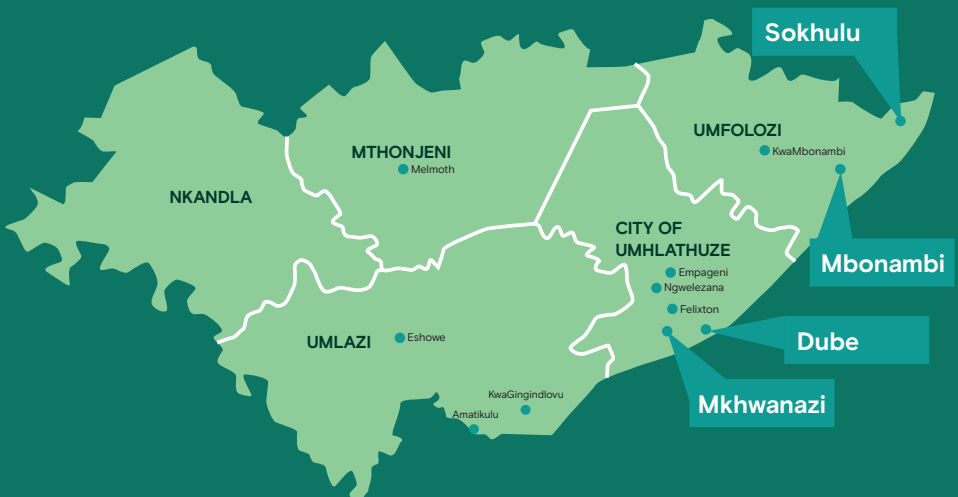 Sokhulu
UMFOLOZI
KwaMbonambi
MTHONJENI
Melmoth
NKANDLA
CITY OF
UMHLATHUZE
Mbonambi
Empageni
Ngwelezana
Felixton
Dube
UMLAZI
Eshowe
Mkhwanazi
KwaGingindlovu
Amatikulu